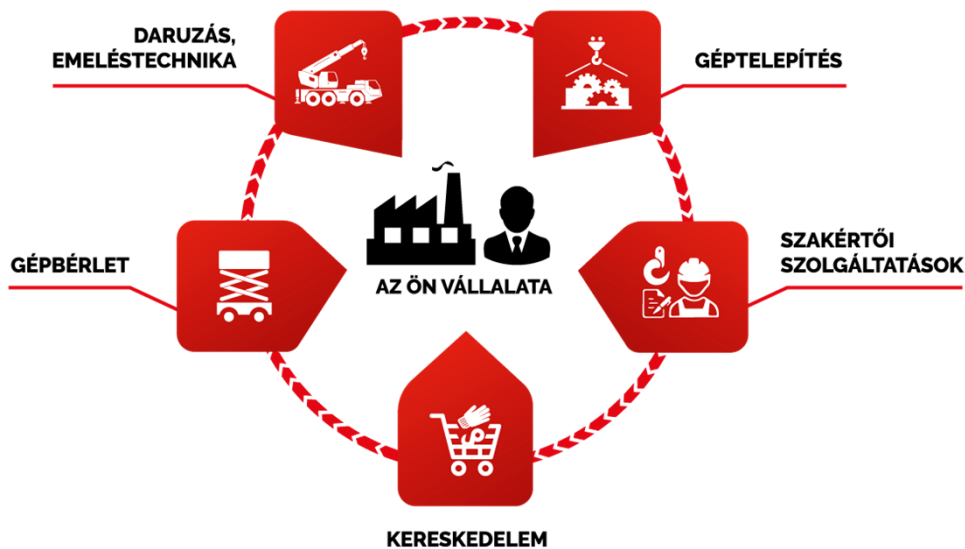 DARUZÁS,
EMELÉSTECHNIKA
GÉPTELEPÍTÉS
GÉPBÉRLET
AZ ÖN VÁLLALATA
SZAKÉRTŐI
SZOLGÁLTATÁSOK
KERESKEDELEM